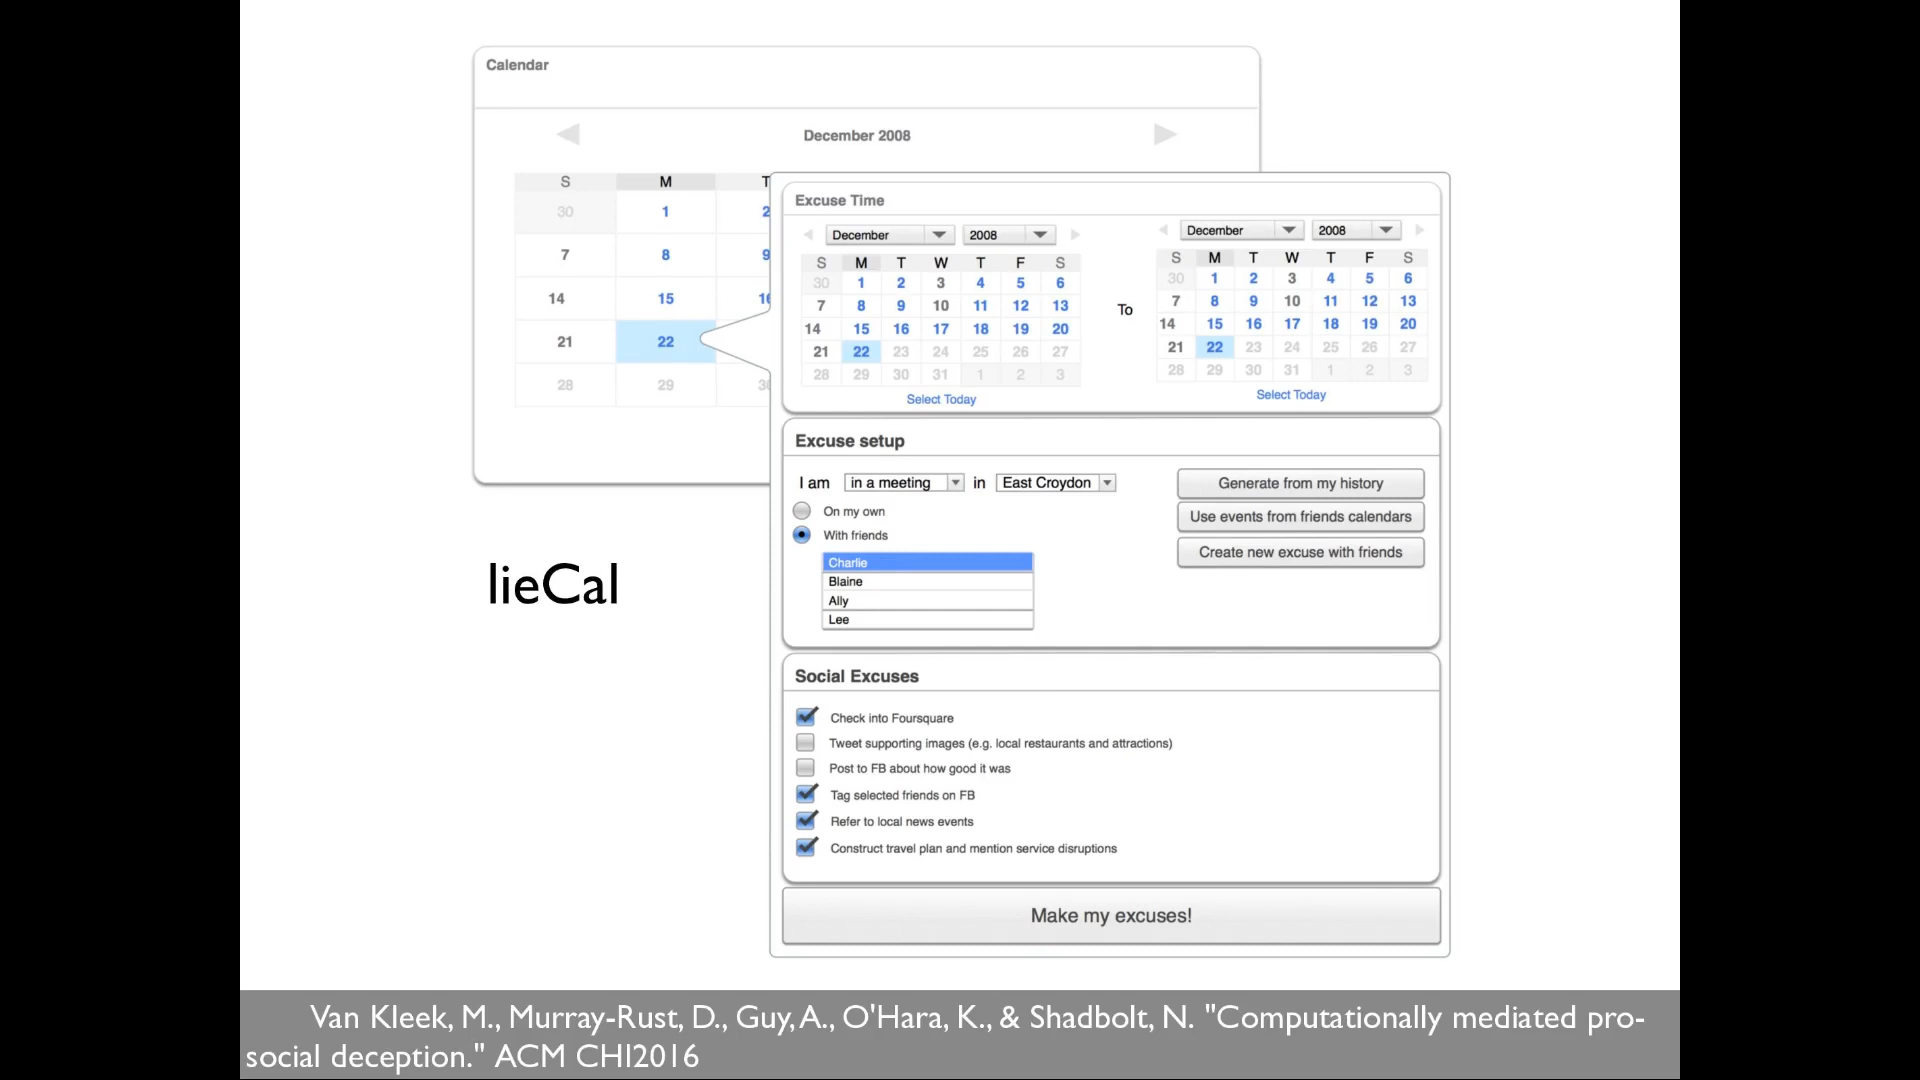 Calendar
December 2008
S M T
30 1 2
7 8 9
14 15 16
21 22
28 29 30
Excuse Time
December 2008
S M T W T F S
30 1 2 3 4 5 6
7 8 9 10 11 12 13
14 15 16 17 18 19 20
21 22 23 24 25 26 27
28 29 30 31 1 2 3
Select Today
To
December 2008
S M T W T F S
30 1 2 3 4 5 6
7 8 9 10 11 12 13
14 15 16 17 18 19 20
21 22 23 24 25 26 27
28 29 30 31 1 2 3
Select Today
Excuse setup
I am in a meeting in East Croydon
On my own
With friends
Charlie
Blaine
Ally
Lee
Generate from my history
Use events from friends calendars
Create new excuse with friends
lieCal
Social Excuses
Check into Foursquare
Tweet supporting images (e.g. local restaurants and attractions)
Post to FB about how good it was
Tag selected friends on FB
Refer to local news events
Construct travel plan and mention service disruptions
Make my excuses!
Van Kleek, M., Murray-Rust, D., Guy, A., O'Hara, K., & Shadbolt, N. "Computationally mediated pro-
social deception." ACM CHI2016